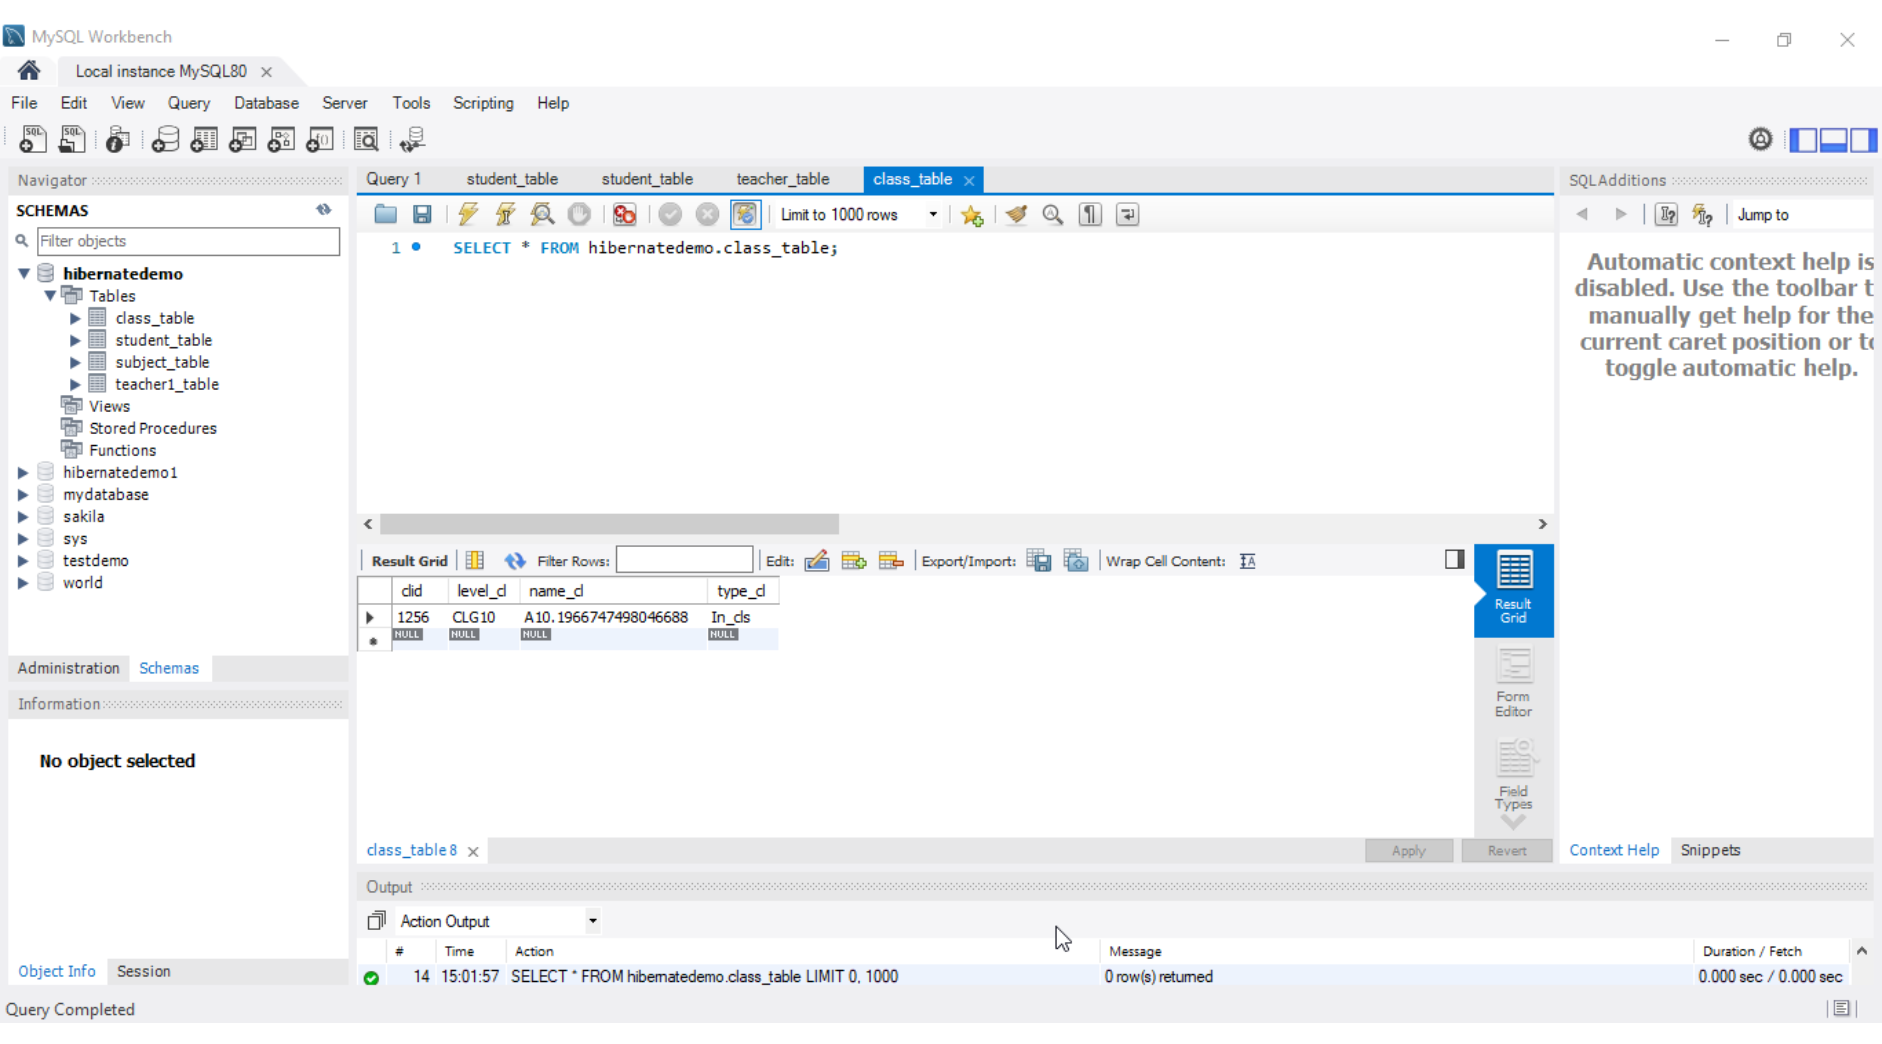 MySQL Workbench
Local instance MySQL80
File Edit View Query Database Server Tools Scripting Help
Navigator
SCHEMAS
Filter objects
hibernatedemo
Tables
class_table
student_table
subject_table
teacher1_table
Views
Stored Procedures
Functions
hibernatedemo1
mydatabase
sakila
sys
testdemo
world
Administration Schemas
Information
No object selected
Object Info Session
Query 1 student_table student_table teacher_table class_table
Limit to 1000 rows
1 SELECT * FROM hibernatedemo.class_table;
Result Grid Filter Rows: Edit: Export/Import: Wrap Cell Content:
clid level_cl name_cl type_cl
1256 CLG10 A10.1966747498046688 In_cls
NULL NULL NULL NULL
Result
Grid
Form
Editor
Field
Types
class_table 8
Apply Revert
SQLAdditions
Jump to
Automatic context help is
disabled. Use the toolbar t
manually get help for the
current caret position or to
toggle automatic help.
Context Help Snippets
Output
Action Output
# Time Action Message Duration / Fetch
14 15:01:57 SELECT * FROM hibernatedemo.class_table LIMIT 0, 1000 0 row(s) returned 0.000 sec / 0.000 sec
Query Completed